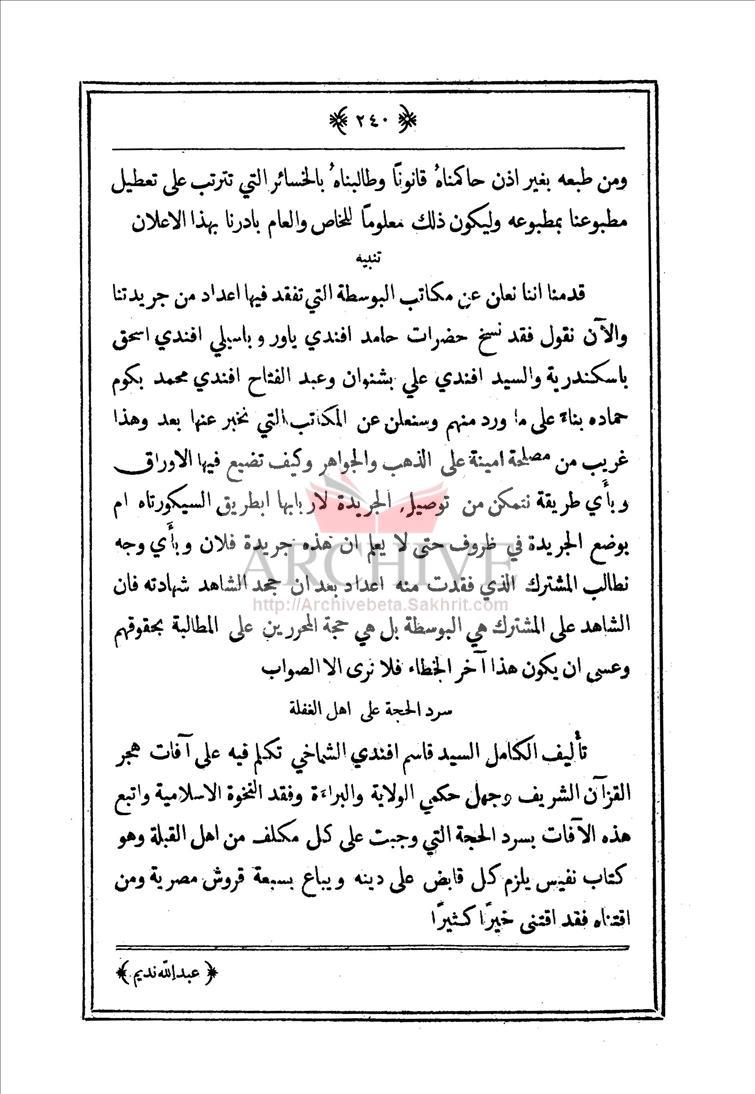 ﴿ ٢٤٠ ﴾
ومن طبعه بغير اذن حاكمناهُ قانونًا وطالبناهُ بالخسائر التي تترتب على تعطيل
مطبوعنا بمطبوعه وليكون ذلك معلومًا للخاص والعام بادرنا بهذا الاعلان
تنبيه
قدمنا اننا نعلن عن مكاتب البوسطة التي تفقد فيها اعداد من جريدتنا
والآن نقول فقد نسخ حضرات حامد افندي ياور وباسيلي افندي اسحق
باسكندرية والسيد افندي علي بشنوان وعبد الفتاح افندي محمد بكوم
حماده بناءً على ما ورد منهم وسنعلن عن المكاتب التي نخبر عنها بعد وهذا
غريب من مصلحة امينة على الذهب والجواهر وكيف تضيع فيها الاوراق
وبأي طريقة نتمكن من توصيل الجريدة لاربابها ابطريق السيكورتاه ام
بوضع الجريدة في ظروف حتى لا يعلم ان هذه جريدة فلان وبأي وجه
نطالب المشترك الذي فقدت منه اعداد بعد ان جحد الشاهد شهادته فان
الشاهد على المشترك هي البوسطة بل هي حجة المحررين على المطالبة بحقوقهم
وعسى ان يكون هذا آخر الخطاء فلا نرى الا الصواب
سرد الحجة على اهل الغفلة
تأليف الكامل السيد قاسم افندي الشماخي تكلم فيه على آفات هجر
القرآن الشريف وجهل حكمي الولاية والبراءة وفقد النخوة الاسلامية واتبع
هذه الآفات بسرد الحجة التي وجبت على كل مكلف من اهل القبلة وهو
كتاب نفيس يلزم كل قابض على دينه ويباع بسبعة قروش مصرية ومن
اقتناه فقد اقتنى خيرًا كثيرًا
﴿ عبدالله نديم ﴾
ARCHIVE
http://Archivebeta.Sakhrit.com